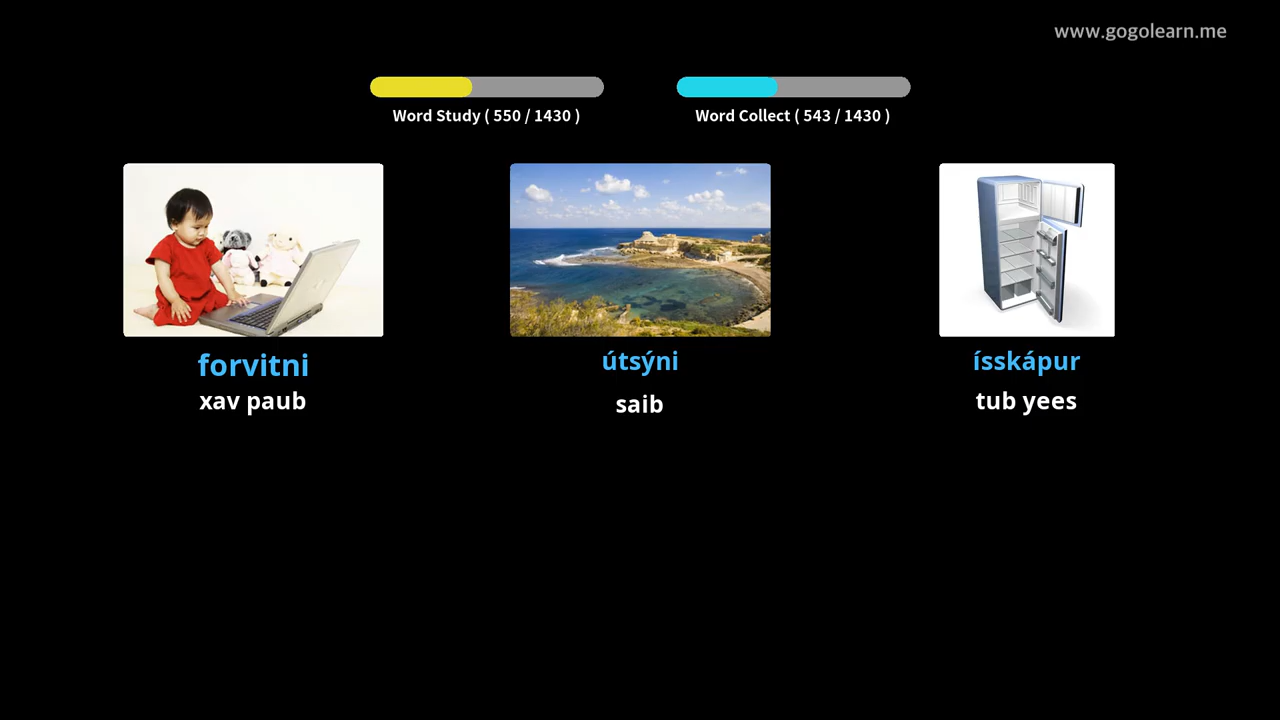 www.gogolearn.me
Word Study ( 550 / 1430 )
Word Collect ( 543 / 1430 )
forvitni
xav paub
útsýni
saib
ísskápur
tub yees